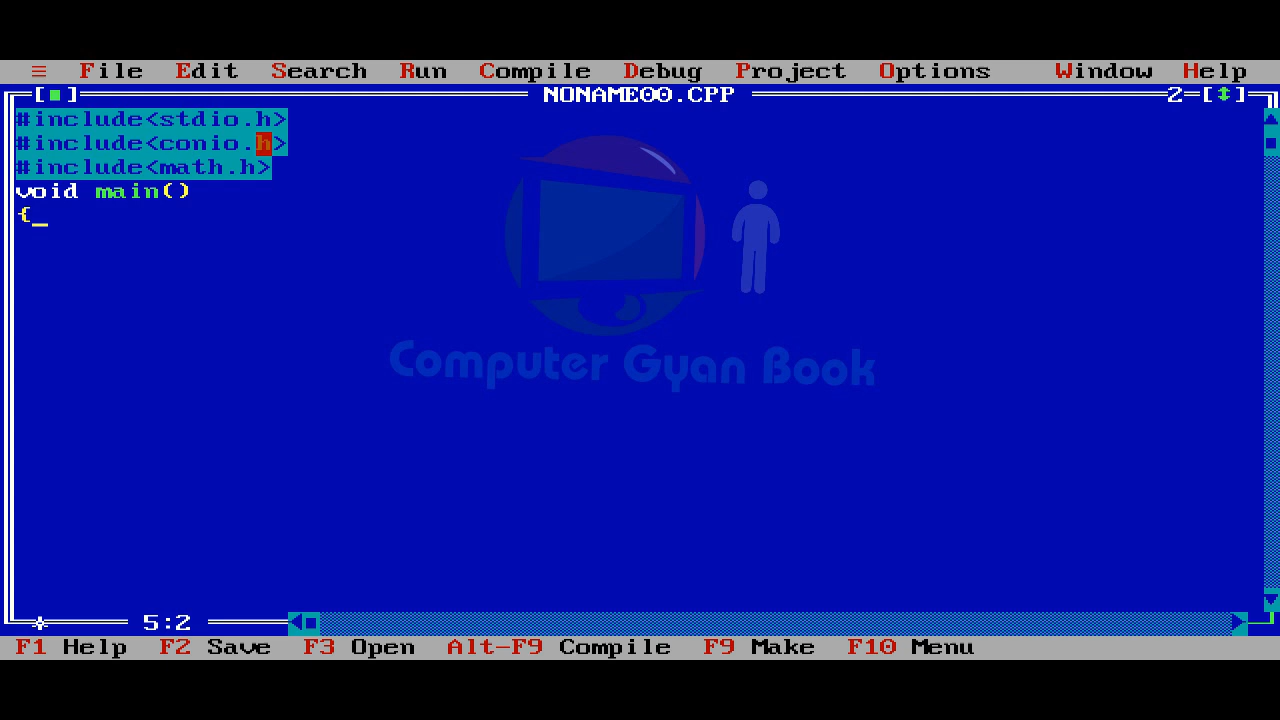 ≡ File Edit Search Run Compile Debug Project Options Window Help
[■] NONAME00.CPP 2=[↕]
#include<stdio.h>
#include<conio.h>
#include<math.h>
void main()
{_
Computer Gyan Book
5:2
F1 Help F2 Save F3 Open Alt-F9 Compile F9 Make F10 Menu